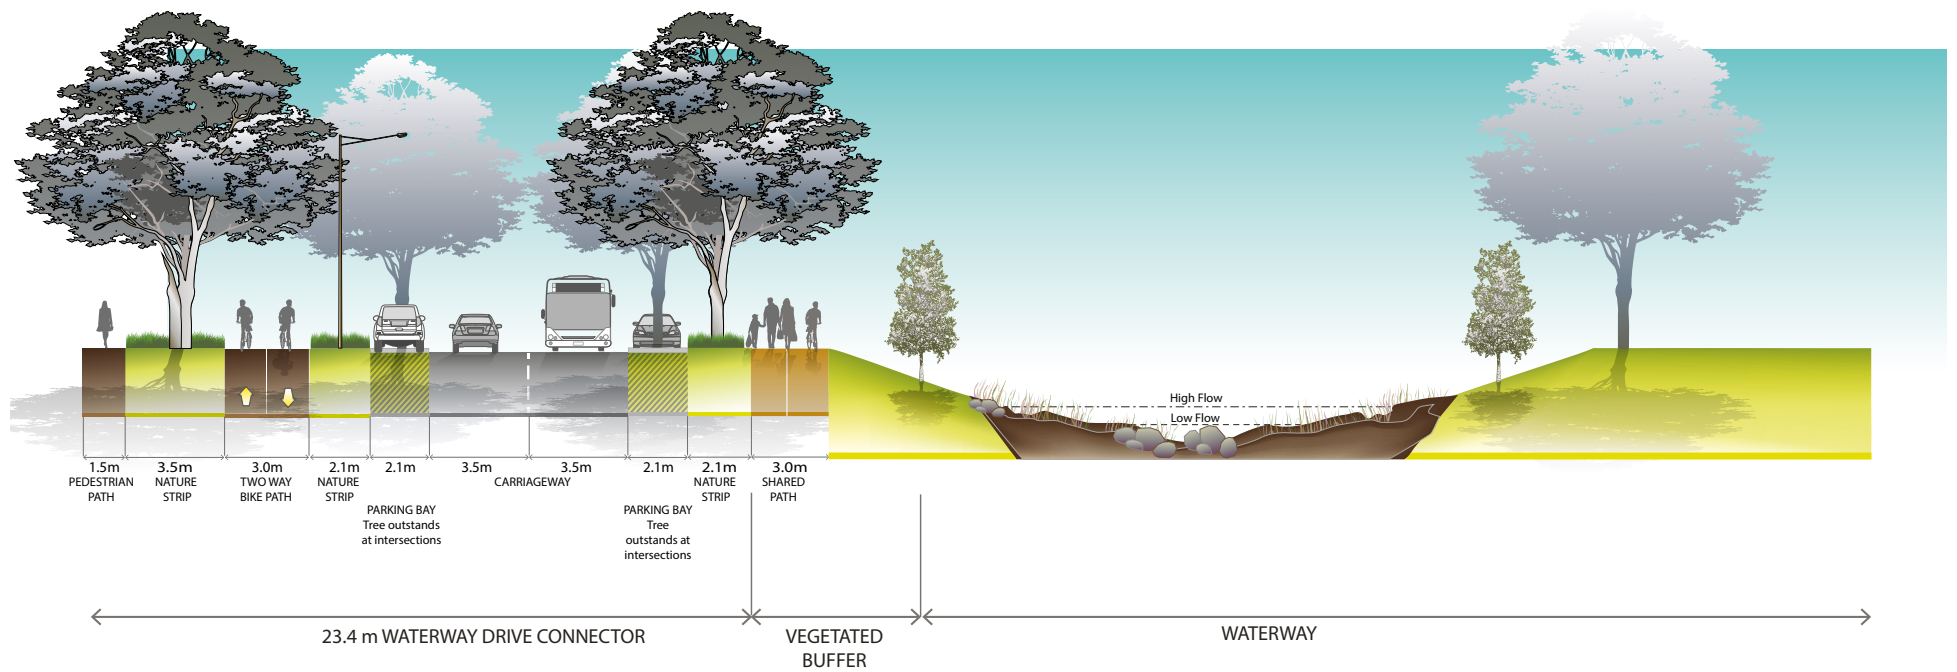 High Flow
Low Flow
1.5m
PEDESTRIAN
PATH
3.5m
NATURE
STRIP
3.0m
TWO WAY
BIKE PATH
2.1m
NATURE
STRIP
2.1m
PARKING BAY
Tree outstands
at intersections
3.5m
3.5m
CARRIAGEWAY
2.1m
PARKING BAY
Tree
outstands at
intersections
2.1m
NATURE
STRIP
3.0m
SHARED
PATH
23.4 m WATERWAY DRIVE CONNECTOR
VEGETATED
BUFFER
WATERWAY